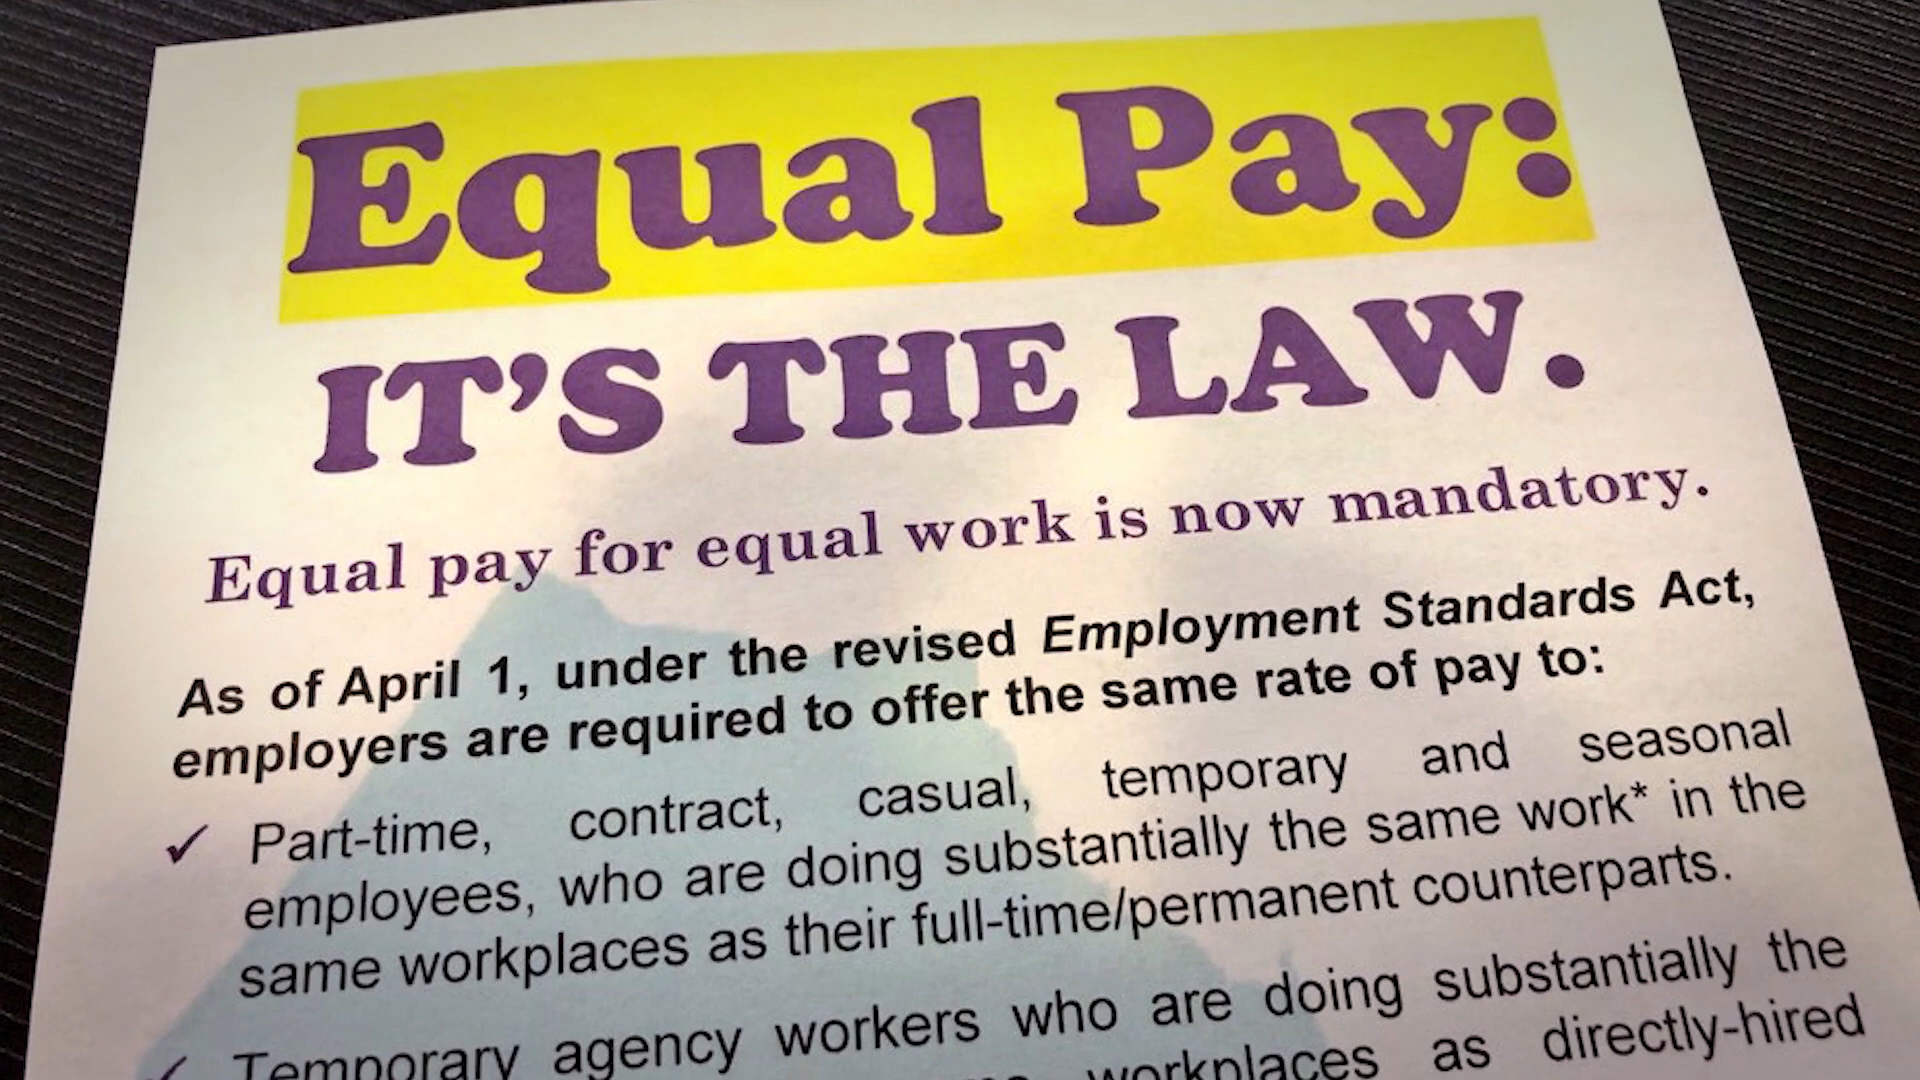 Equal Pay:
IT'S THE LAW.
Equal pay for equal work is now mandatory.
As of April 1, under the revised Employment Standards Act,
employers are required to offer the same rate of pay to:
✓ Part-time, contract, casual, temporary and seasonal
employees, who are doing substantially the same work* in the
same workplaces as their full-time/permanent counterparts.
✓ Temporary agency workers who are doing substantially the
workplaces as directly-hired